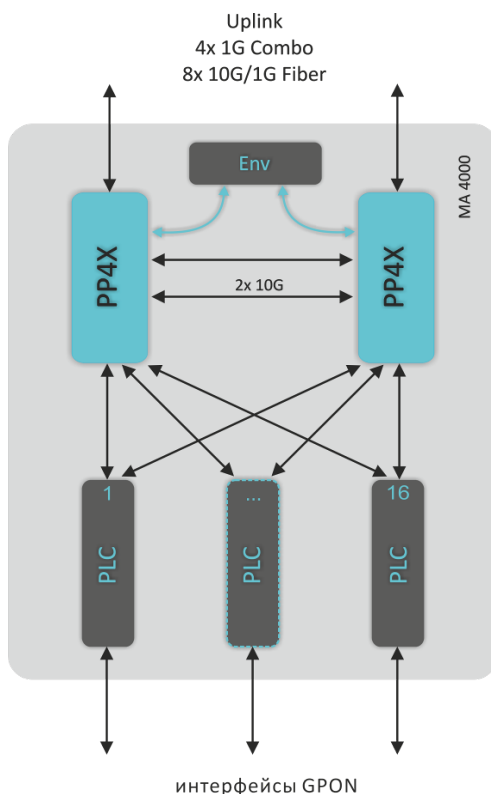 Uplink
4x 1G Combo
8x 10G/1G Fiber
MA 4000
Env
PP4X
PP4X
2x 10G
1
...
16
PLC
PLC
PLC
интерфейсы GPON